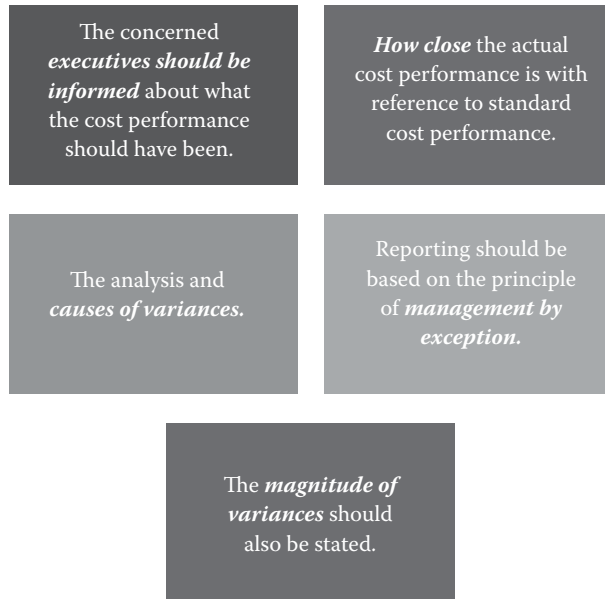 The concerned
executives should be
informed about what
the cost performance
should have been.
How close the actual
cost performance is with
reference to standard
cost performance.
The analysis and
causes of variances.
Reporting should be
based on the principle
of management by
exception.
The magnitude of
variances should
also be stated.